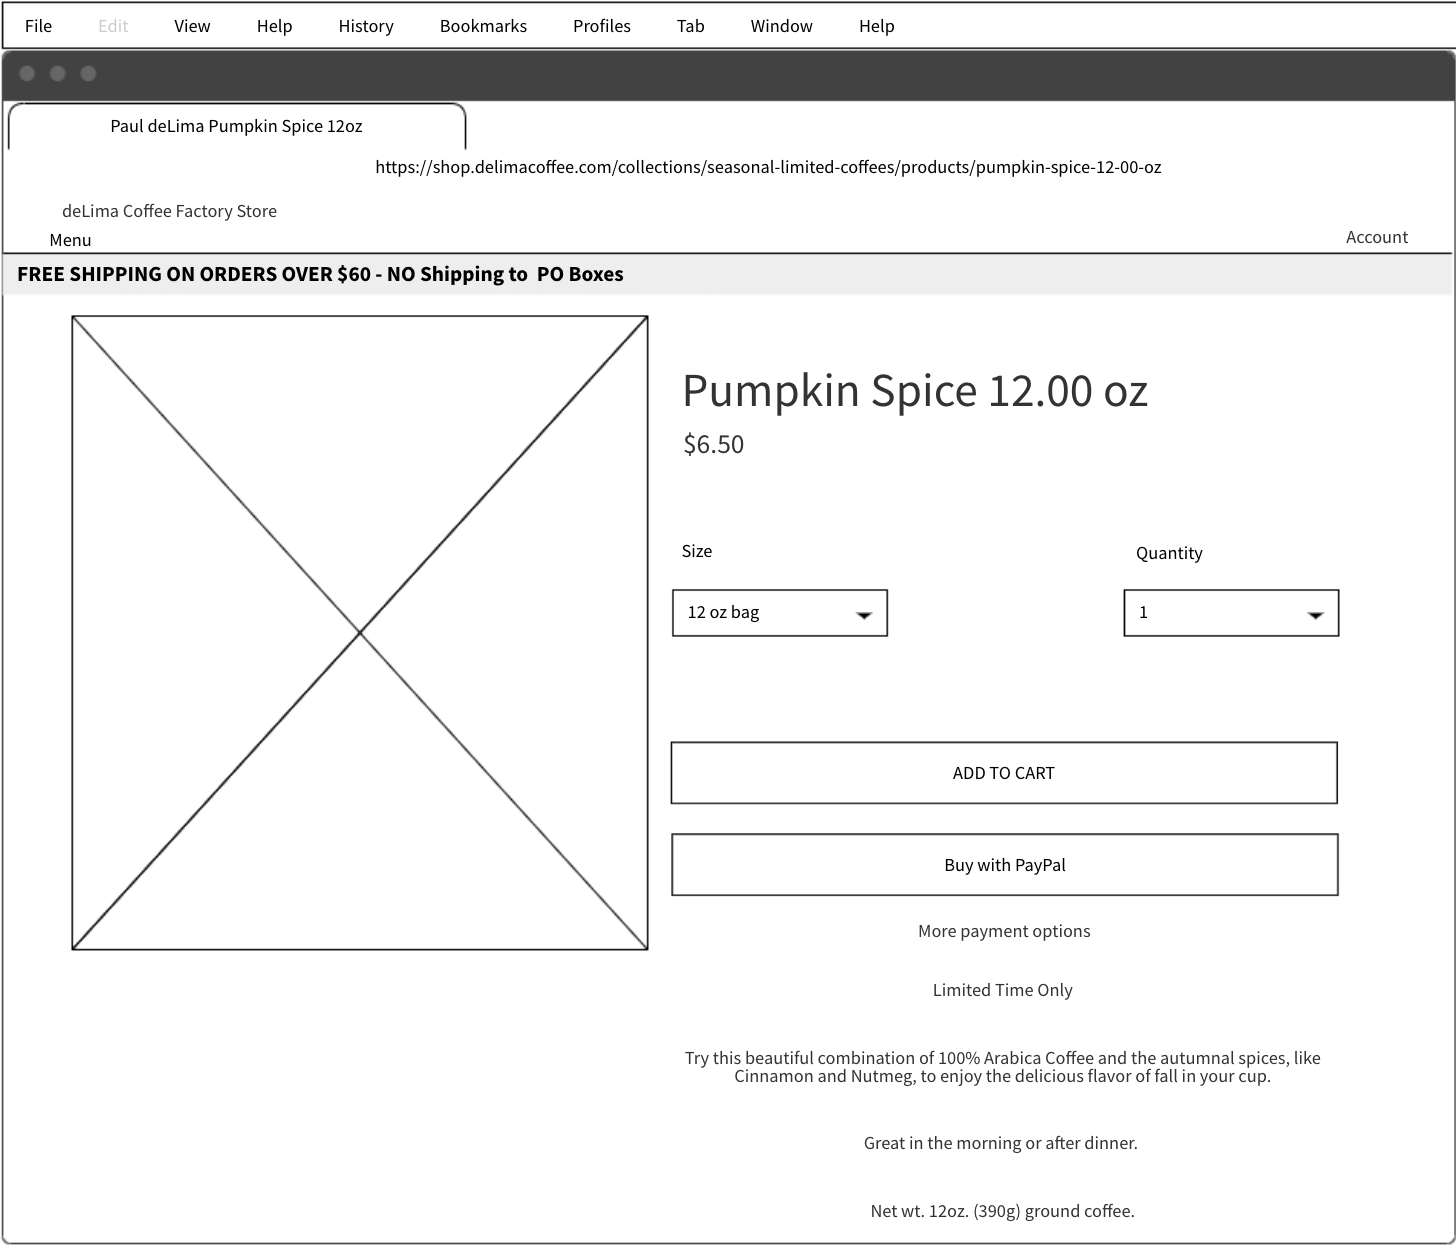 File Edit View Help History Bookmarks Profiles Tab Window Help
Paul deLima Pumpkin Spice 12oz
https://shop.delimacoffee.com/collections/seasonal-limited-coffees/products/pumpkin-spice-12-00-oz
deLima Coffee Factory Store
Menu
Account
FREE SHIPPING ON ORDERS OVER $60 - NO Shipping to  PO Boxes
Pumpkin Spice 12.00 oz
$6.50
Size
Quantity
12 oz bag
1
ADD TO CART
Buy with PayPal
More payment options
Limited Time Only
Try this beautiful combination of 100% Arabica Coffee and the autumnal spices, like
Cinnamon and Nutmeg, to enjoy the delicious flavor of fall in your cup.
Great in the morning or after dinner.
Net wt. 12oz. (390g) ground coffee.